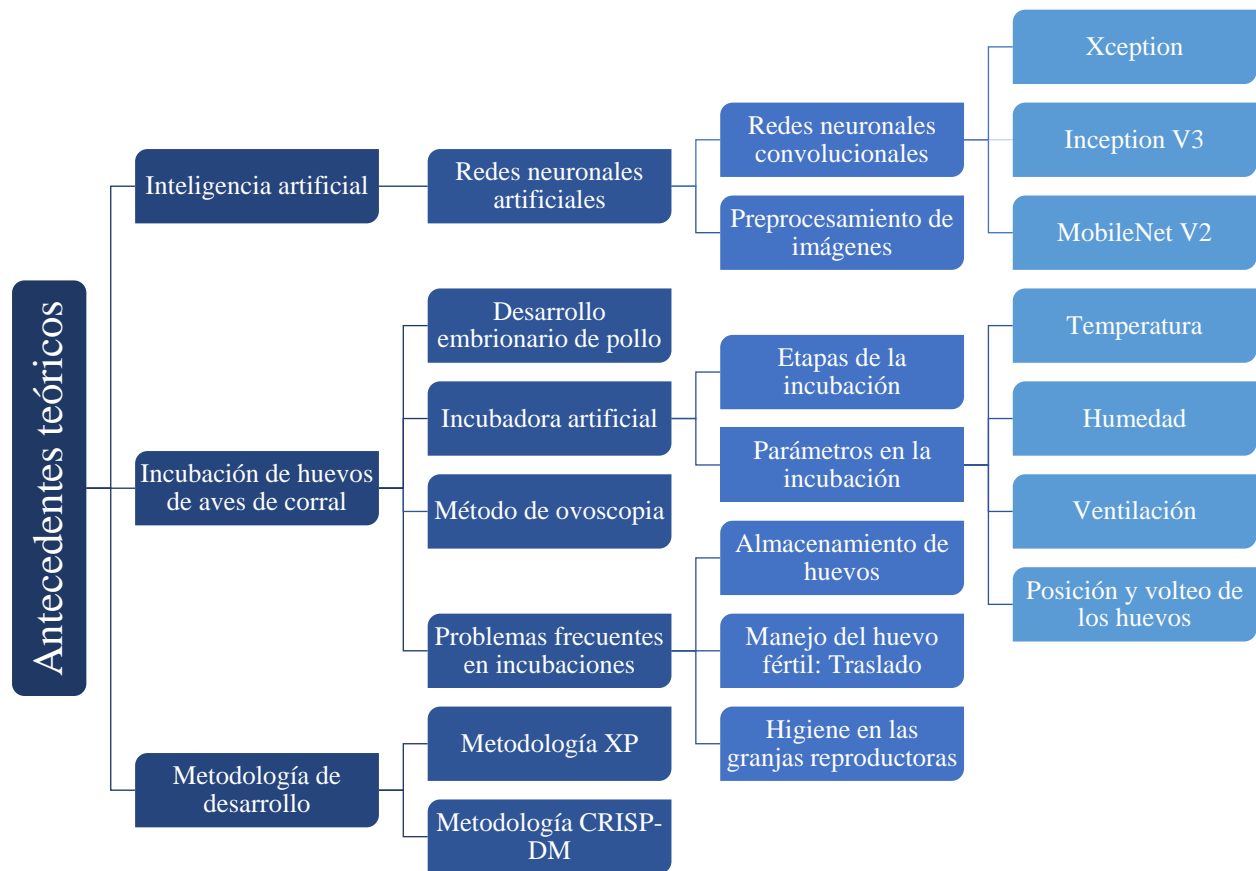 Antecedentes teóricos
Inteligencia artificial
Redes neuronales
artificiales
Redes neuronales
convolucionales
Xception
Inception V3
MobileNet V2
Preprocesamiento de
imágenes
Incubación de huevos
de aves de corral
Desarrollo
embrionario de pollo
Incubadora artificial
Etapas de la
incubación
Parámetros en la
incubación
Temperatura
Humedad
Ventilación
Posición y volteo de
los huevos
Método de ovoscopia
Problemas frecuentes
en incubaciones
Almacenamiento de
huevos
Manejo del huevo
fértil: Traslado
Higiene en las
granjas reproductoras
Metodología de
desarrollo
Metodología XP
Metodología CRISP-
DM